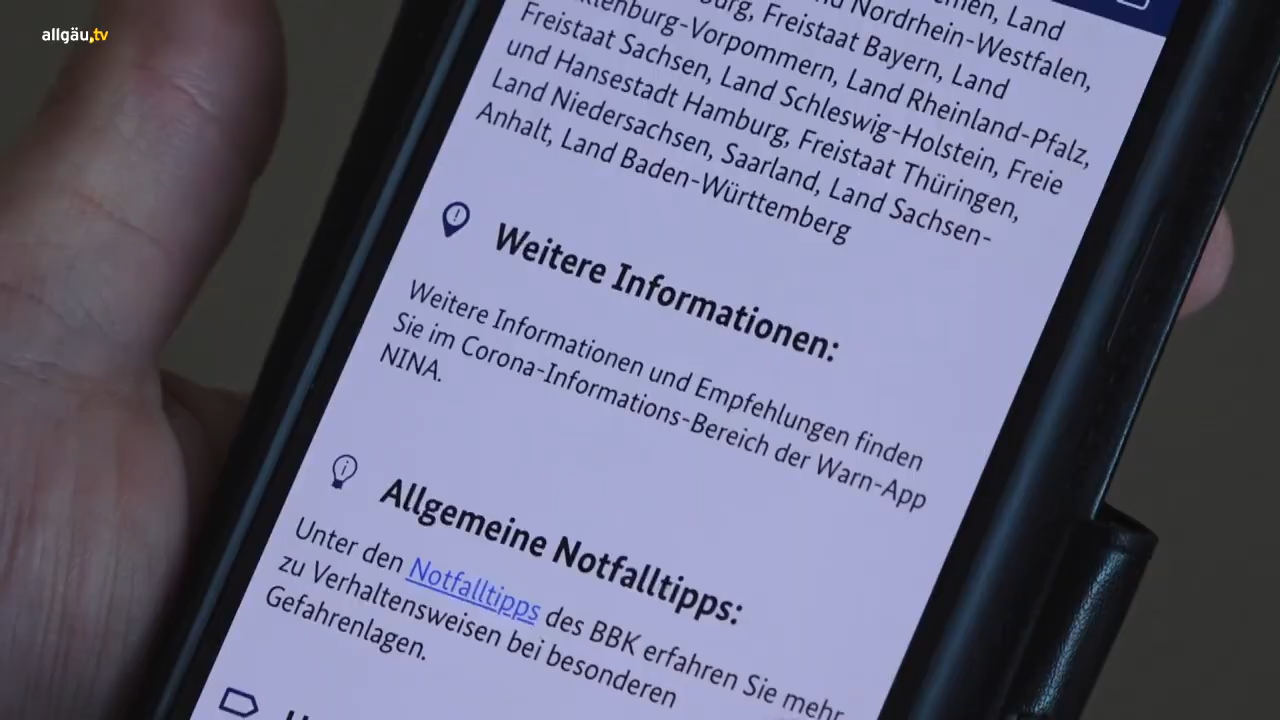 allgäu.tv
Land
Nordrhein-Westfalen,
Freistaat Bayern, Land
Land Rheinland-Pfalz,
Freistaat Sachsen, Land Schleswig-Holstein, Freie
und Hansestadt Hamburg, Freistaat Thüringen,
Land Niedersachsen, Saarland, Land Sachsen-
Anhalt, Land Baden-Württemberg
Weitere Informationen:
Weitere Informationen und Empfehlungen finden
Sie im Corona-Informations-Bereich der Warn-App
NINA.
Allgemeine Notfalltipps:
Unter den Notfalltipps des BBK erfahren Sie mehr
zu Verhaltensweisen bei besonderen
Gefahrenlagen.